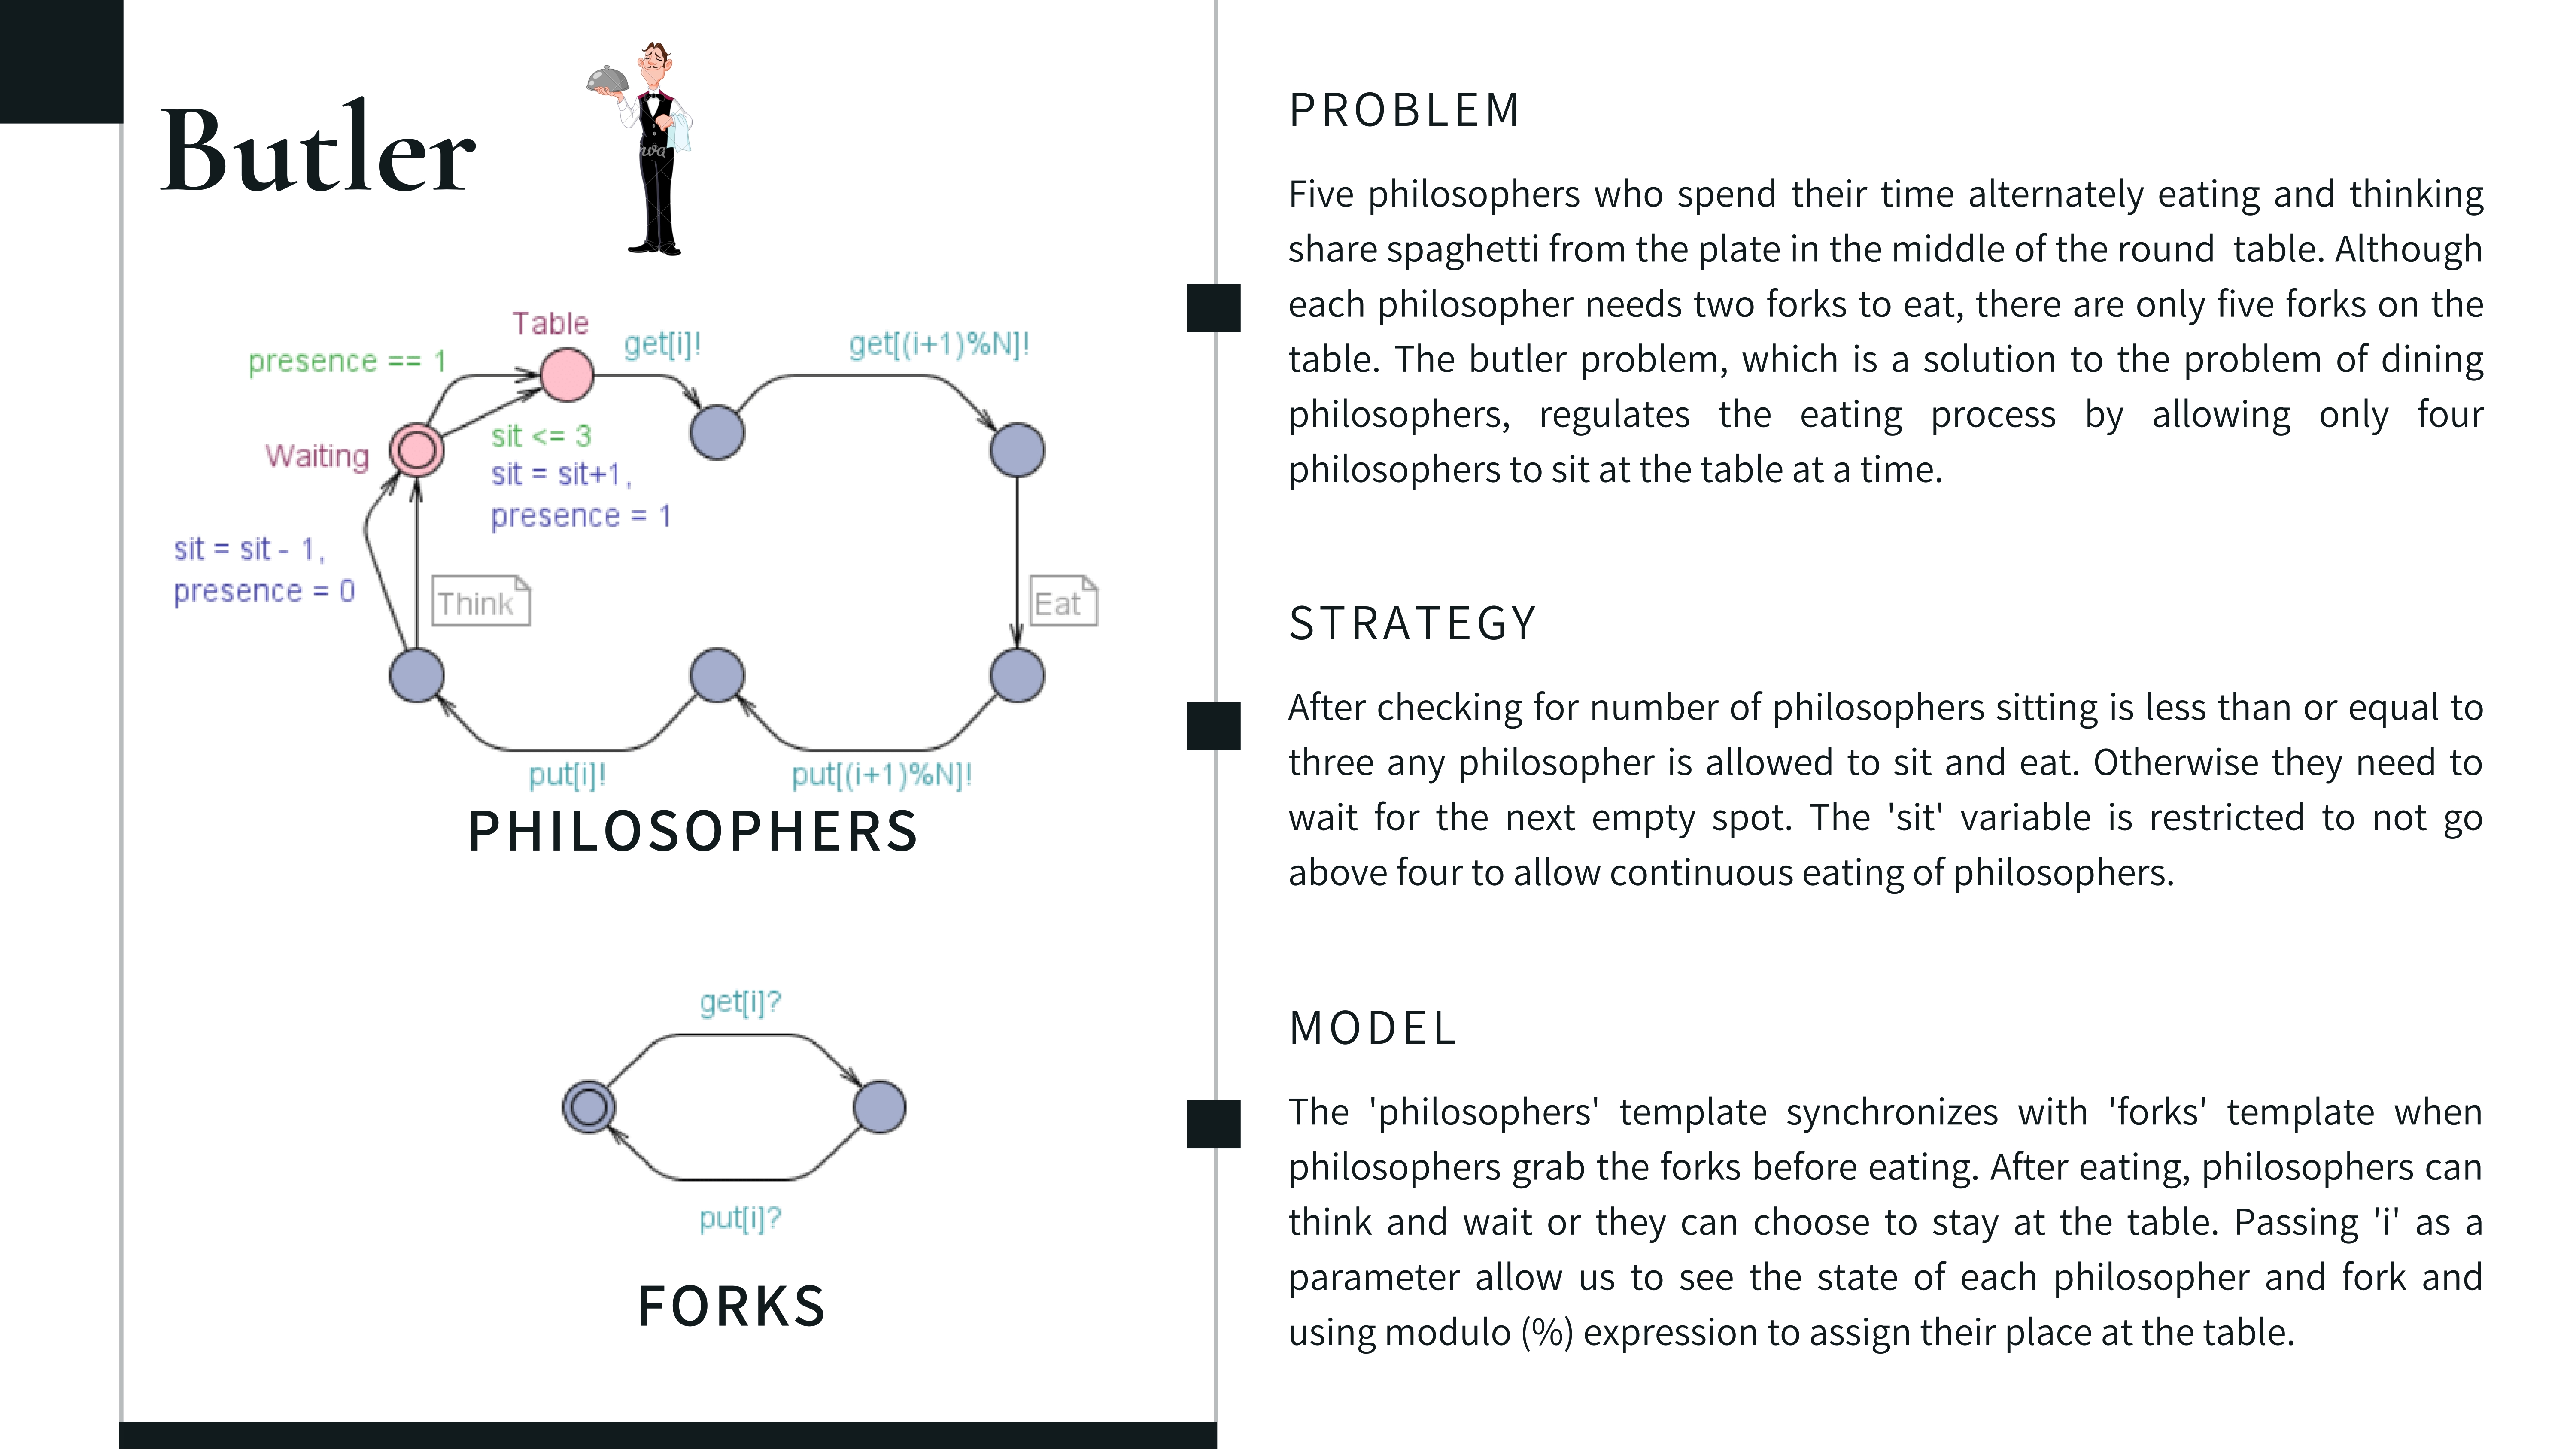 Butler
wa
Table
get[i]!
get[(i+1)%N]!
presence == 1
Waiting
sit <= 3
sit = sit+1,
presence = 1
sit = sit - 1,
presence = 0
Think
Eat
put[i]!
put[(i+1)%N]!
PHILOSOPHERS
get[i]?
put[i]?
FORKS
PROBLEM
Five philosophers who spend their time alternately eating and thinking
share spaghetti from the plate in the middle of the round  table. Although
each philosopher needs two forks to eat, there are only five forks on the
table. The butler problem, which is a solution to the problem of dining
philosophers, regulates the eating process by allowing only four
philosophers to sit at the table at a time.
STRATEGY
After checking for number of philosophers sitting is less than or equal to
three any philosopher is allowed to sit and eat. Otherwise they need to
wait for the next empty spot. The 'sit' variable is restricted to not go
above four to allow continuous eating of philosophers.
MODEL
The 'philosophers' template synchronizes with 'forks' template when
philosophers grab the forks before eating. After eating, philosophers can
think and wait or they can choose to stay at the table. Passing 'i' as a
parameter allow us to see the state of each philosopher and fork and
using modulo (%) expression to assign their place at the table.